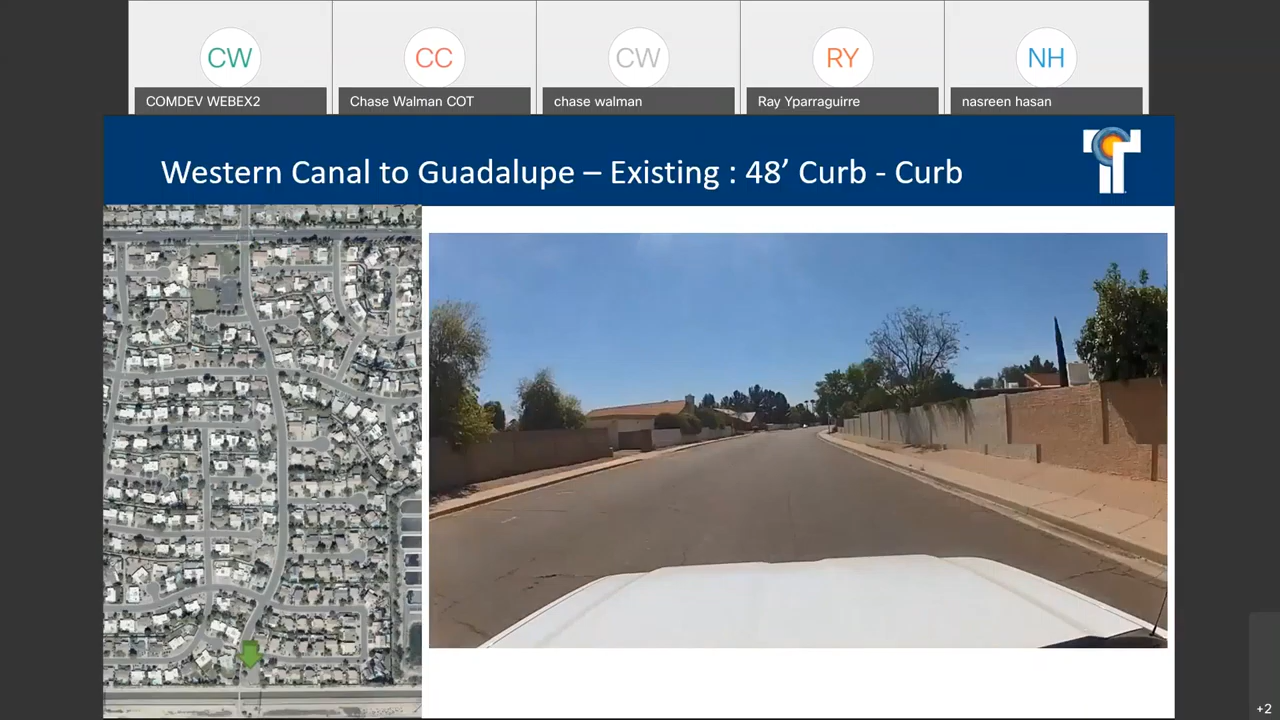 CW
CC
CW
RY
NH
COMDEV WEBEX2
Chase Walman COT
chase walman
Ray Yparraguirre
nasreen hasan
Western Canal to Guadalupe – Existing : 48’ Curb - Curb
T
+2